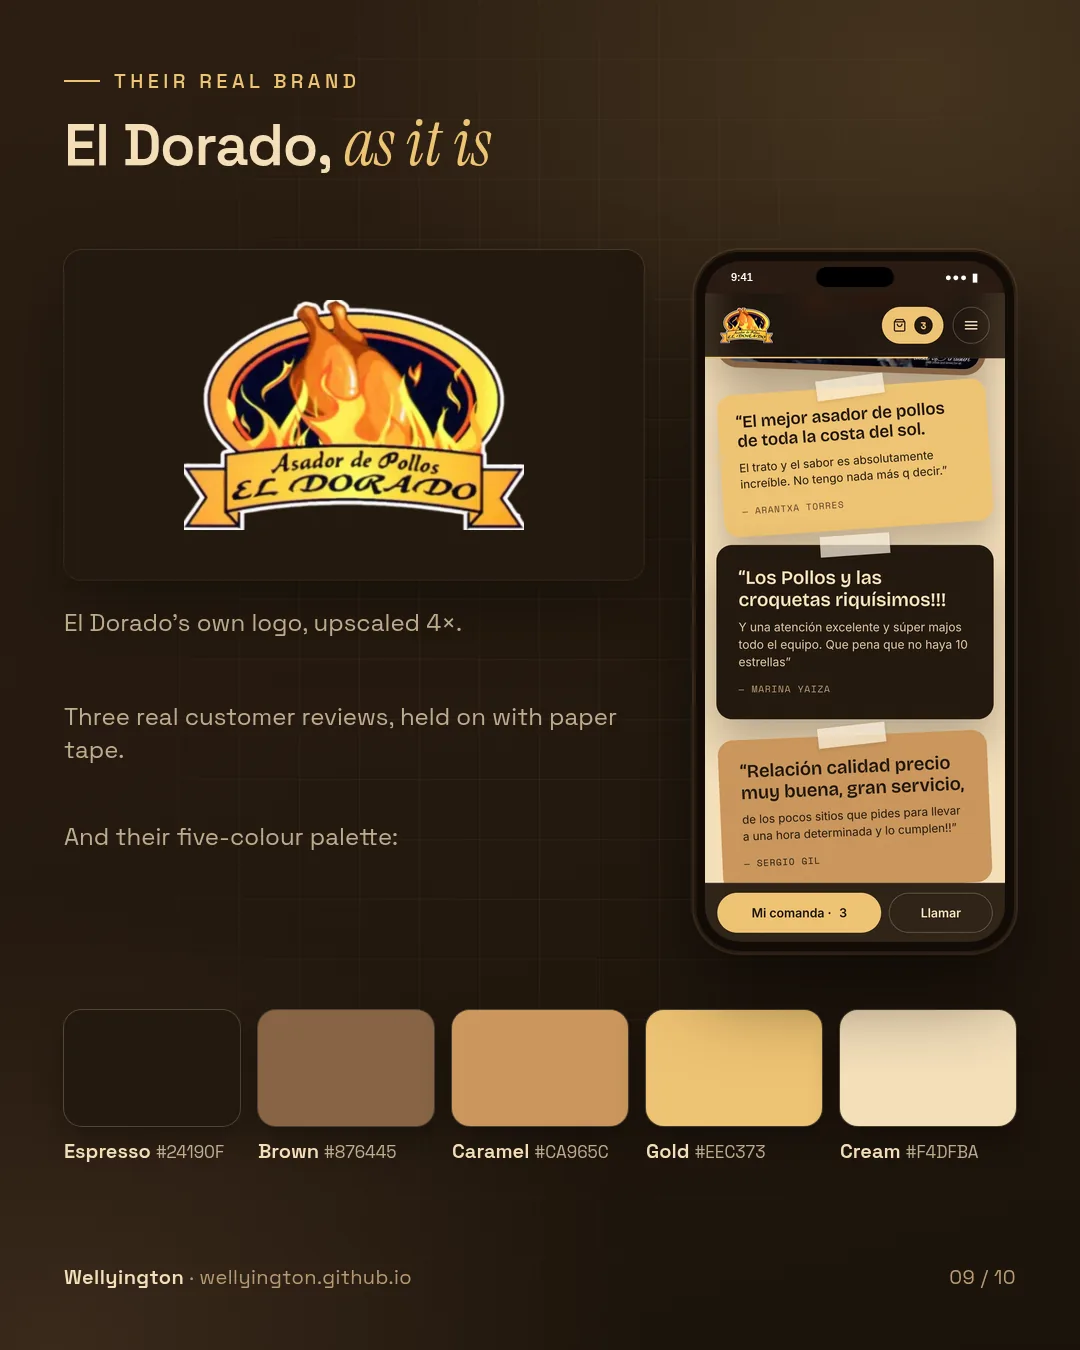 THEIR REAL BRAND
El Dorado, as it is
Asador de Pollos
EL DORADO
El Dorado’s own logo, upscaled 4×.
Three real customer reviews, held on with paper
tape.
And their five-colour palette:
9:41
Asador de Pollos
EL DORADO
3
“El mejor asador de pollos
de toda la costa del sol.
El trato y el sabor es absolutamente
increíble. No tengo nada más q decir.”
— ARANTXA TORRES
“Los Pollos y las
croquetas riquísimos!!!
Y una atención excelente y súper majos
todo el equipo. Que pena que no haya 10
estrellas”
— MARINA YAIZA
“Relación calidad precio
muy buena, gran servicio,
de los pocos sitios que pides para llevar
a una hora determinada y lo cumplen!!”
— SERGIO GIL
Mi comanda · 3
Llamar
Espresso #24190F
Brown #876445
Caramel #CA965C
Gold #EEC373
Cream #F4DFBA
Wellyington · wellyington.github.io
09 / 10